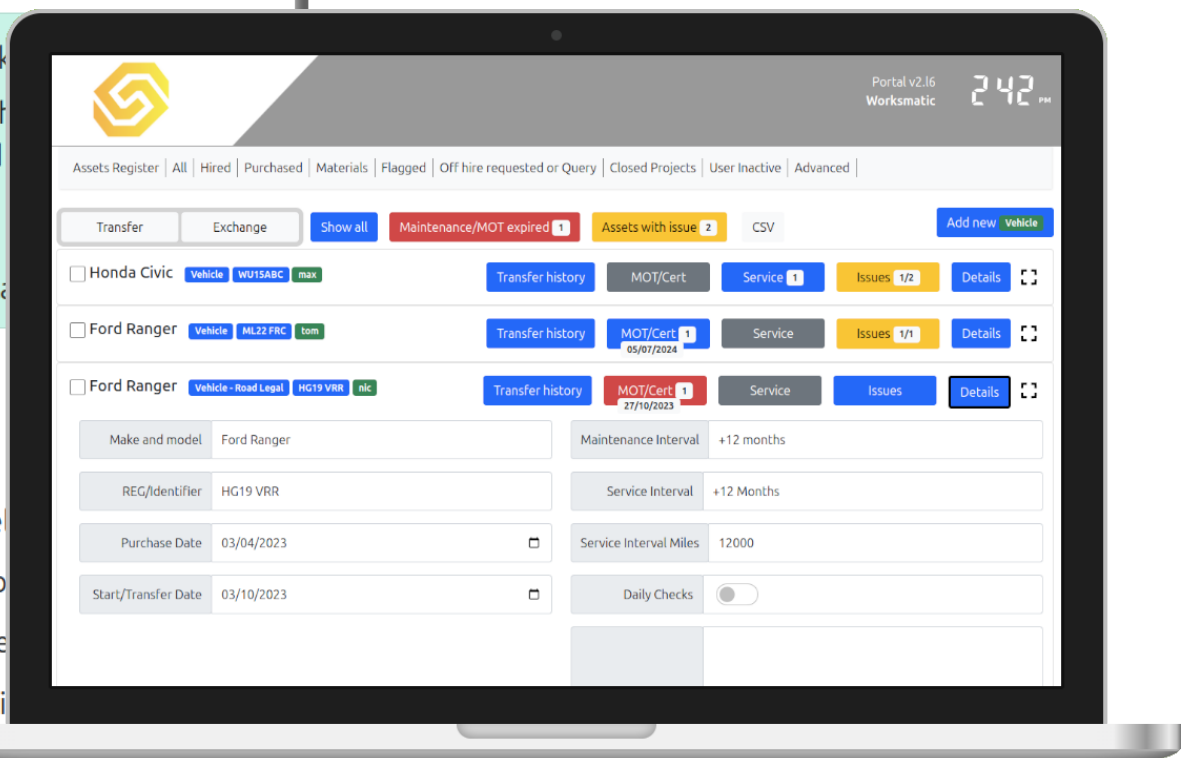 Portal v2.l6
Worksmatic
2 42 PM
Assets Register All Hired Purchased Materials Flagged Off hire requested or Query Closed Projects User Inactive Advanced
Transfer Exchange Show all Maintenance/MOT expired 1 Assets with issue 2 CSV Add new Vehicle
Honda Civic Vehicle WU15ABC max Transfer history MOT/Cert Service 1 Issues 1/2 Details
Ford Ranger Vehicle ML22 FRC tom Transfer history MOT/Cert 1 Service Issues 1/1 Details
05/07/2024
Ford Ranger Vehicle - Road Legal HG19 VRR nic Transfer history MOT/Cert 1 Service Issues Details
27/10/2023
Make and model Ford Ranger Maintenance Interval +12 months
REG/Identifier HG19 VRR Service Interval +12 Months
Purchase Date 03/04/2023 Service Interval Miles 12000
Start/Transfer Date 03/10/2023 Daily Checks